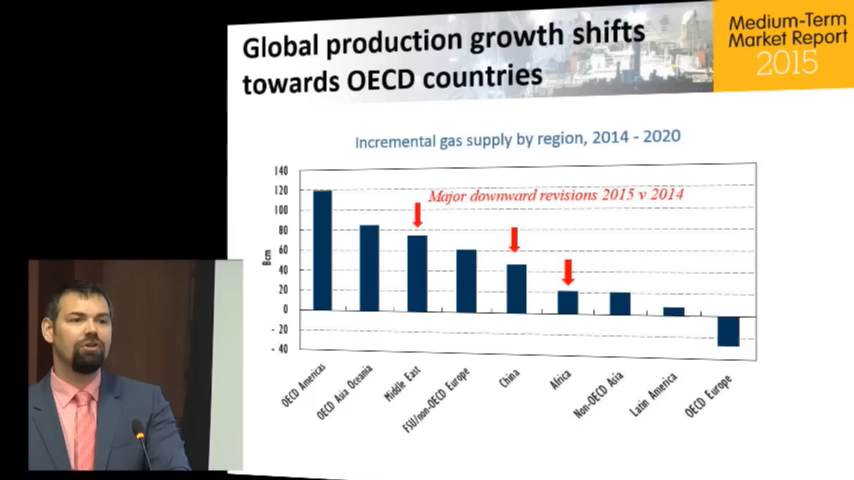 Global production growth shifts
towards OECD countries
Medium-Term
Market Report
2015
Incremental gas supply by region, 2014 - 2020
Major downward revisions 2015 v 2014
Bcm
140
120
100
80
60
40
20
0
- 20
- 40
OECD Americas
OECD Asia Oceania
Middle East
FSU/non-OECD Europe
China
Africa
Non-OECD Asia
Latin America
OECD Europe